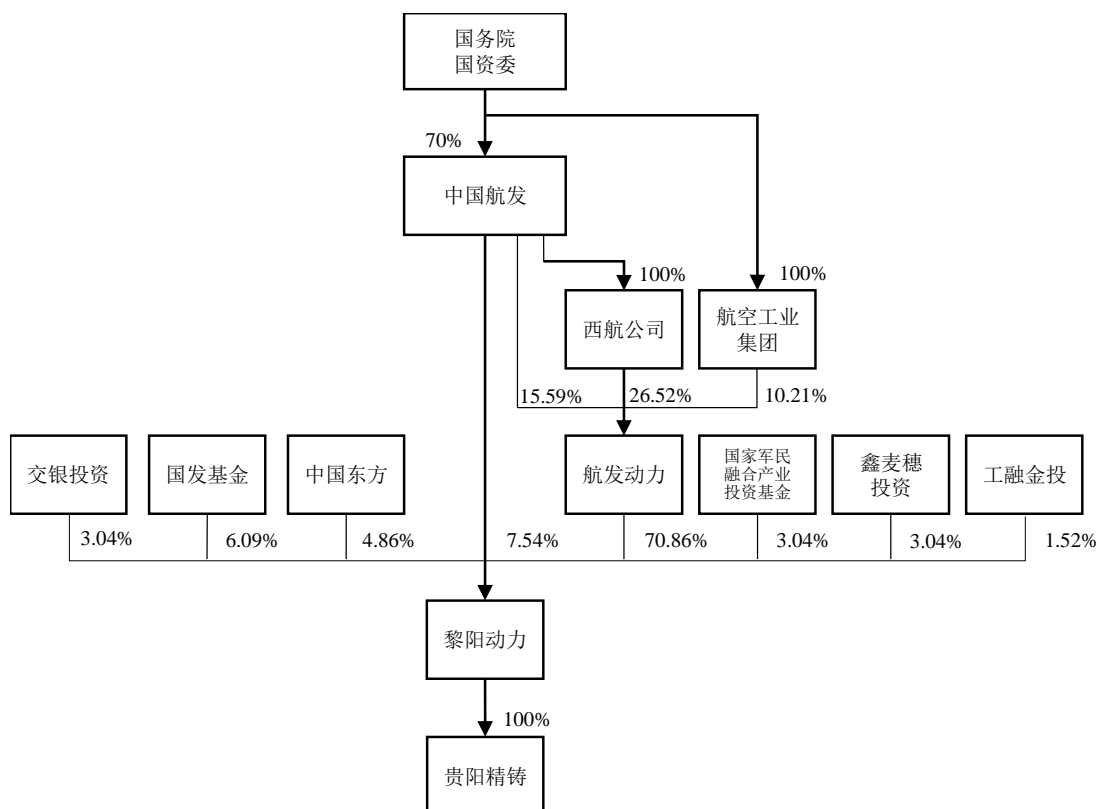 国务院
国资委
70%
中国航发
100%
100%
西航公司
航空工业
集团
15.59%
26.52%
10.21%
交银投资
国发基金
中国东方
航发动力
国家军民
融合产业
投资基金
鑫麦穗
投资
工融金投
3.04%
6.09%
4.86%
7.54%
70.86%
3.04%
3.04%
1.52%
黎阳动力
100%
贵阳精铸